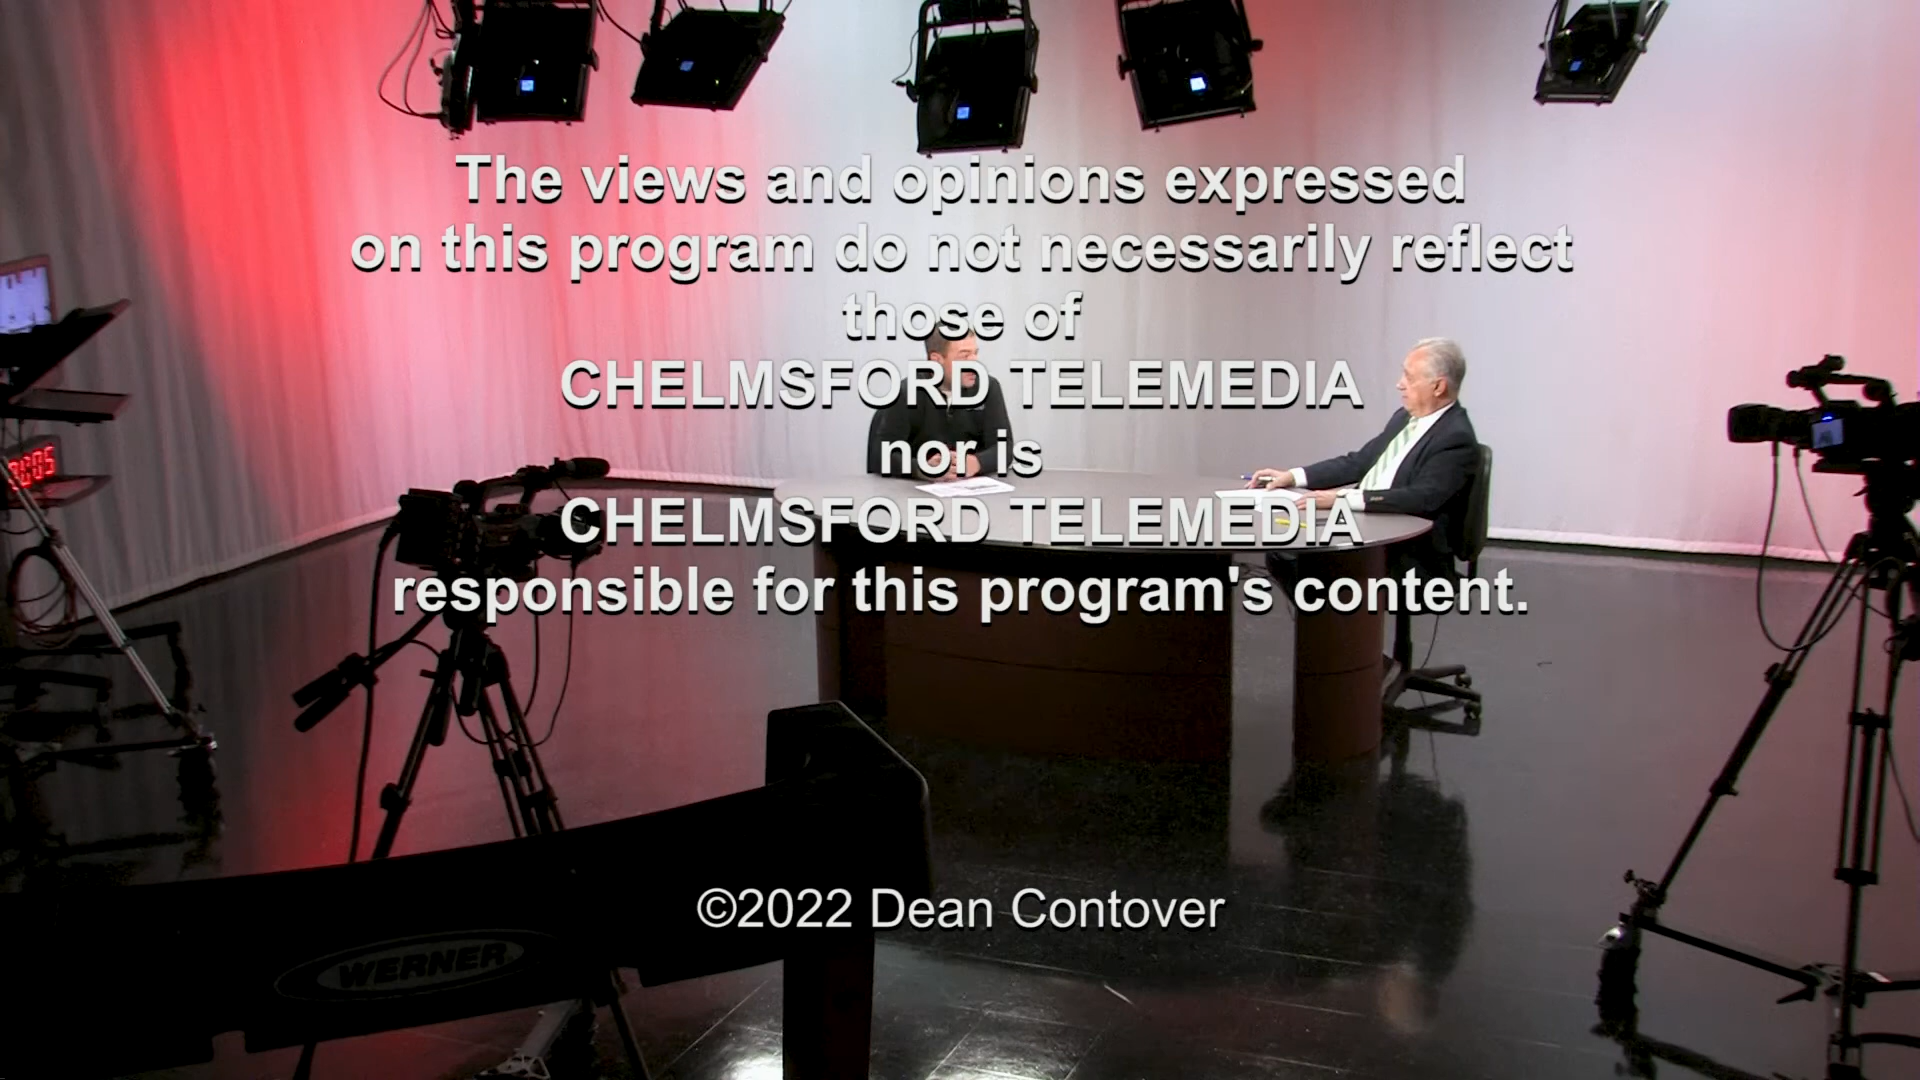 The views and opinions expressed
on this program do not necessarily reflect
those of
CHELMSFORD TELEMEDIA
nor is
CHELMSFORD TELEMEDIA
responsible for this program's content.
©2022 Dean Contover
WERNER